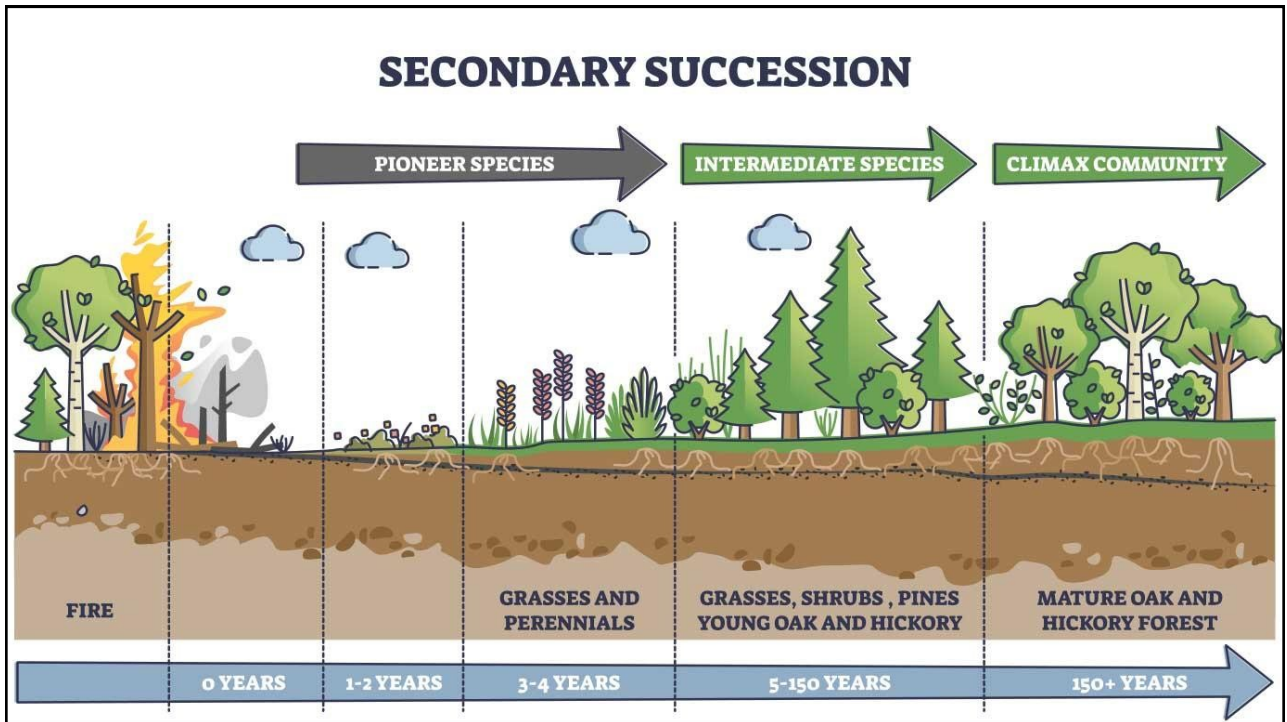 SECONDARY SUCCESSION
PIONEER SPECIES
INTERMEDIATE SPECIES
CLIMAX COMMUNITY
FIRE
GRASSES AND
PERENNIALS
GRASSES, SHRUBS , PINES
YOUNG OAK AND HICKORY
MATURE OAK AND
HICKORY FOREST
0 YEARS
1-2 YEARS
3-4 YEARS
5-150 YEARS
150+ YEARS